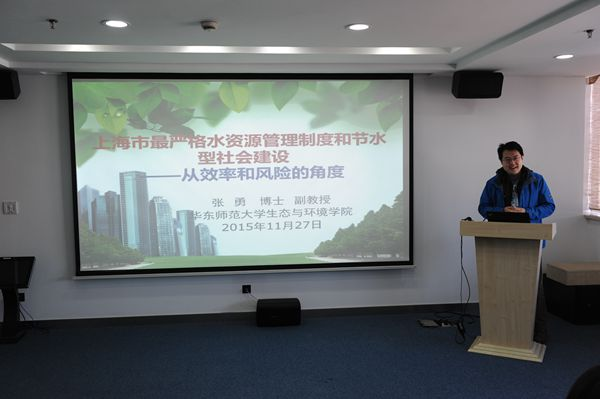 上海市最严格水资源管理制度和节水
型社会建设
——从效率和风险的角度
张 勇 博士 副教授
华东师范大学生态与环境学院
2015年11月27日